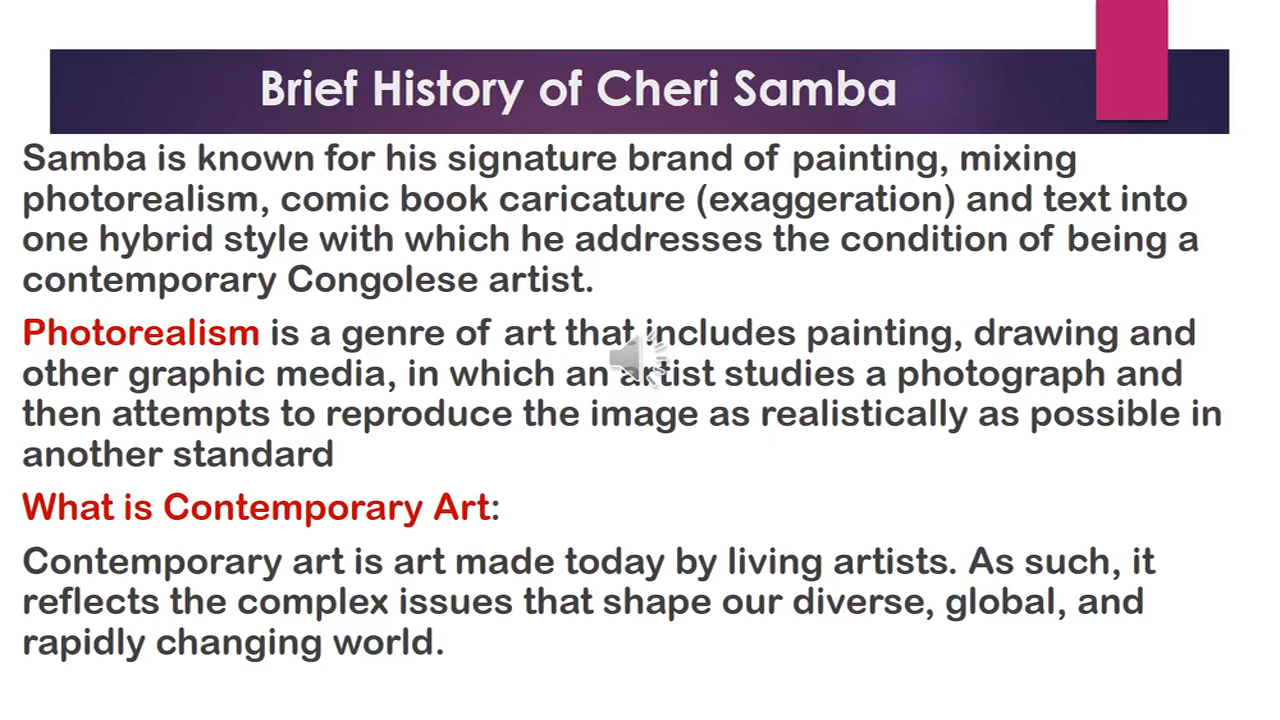 Brief History of Cheri Samba
Samba is known for his signature brand of painting, mixing
photorealism, comic book caricature (exaggeration) and text into
one hybrid style with which he addresses the condition of being a
contemporary Congolese artist.
Photorealism is a genre of art that includes painting, drawing and
other graphic media, in which an artist studies a photograph and
then attempts to reproduce the image as realistically as possible in
another standard
What is Contemporary Art:
Contemporary art is art made today by living artists. As such, it
reflects the complex issues that shape our diverse, global, and
rapidly changing world.